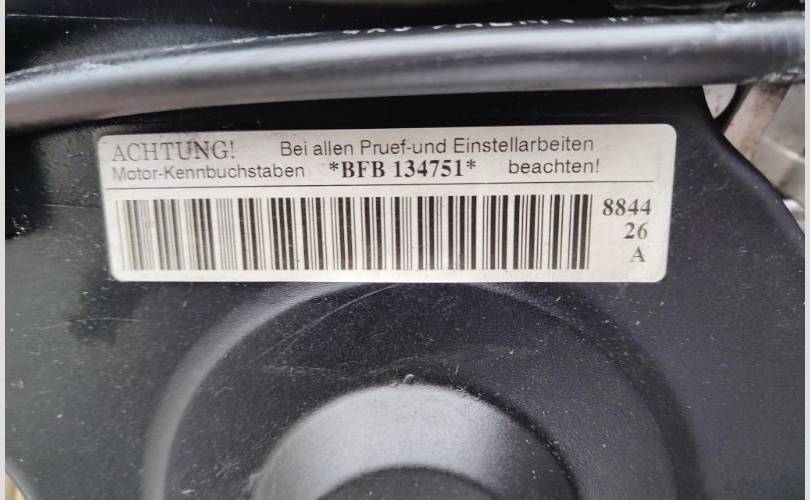 ACHTUNG! Bei allen Pruef-und Einstellarbeiten
Motor-Kennbuchstaben *BFB 134751* beachten!
8844
26
A